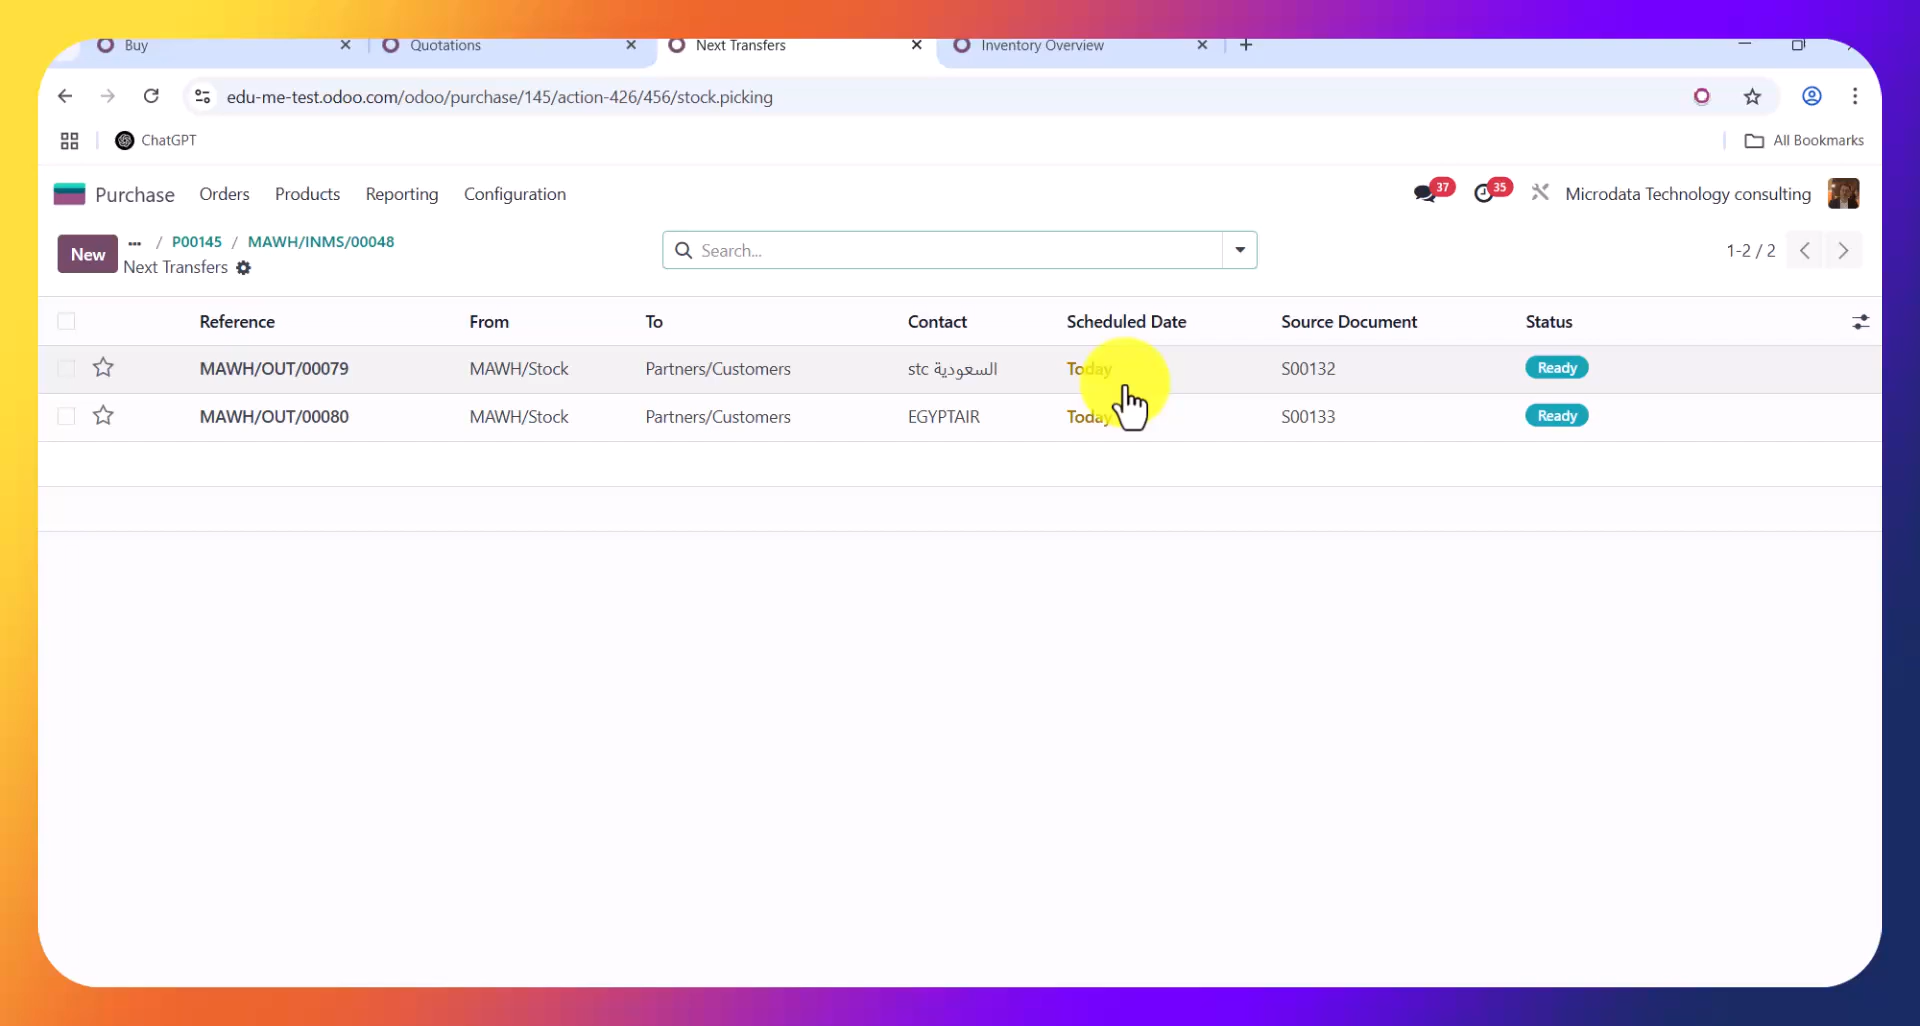 Buy
Quotations
Next Transfers
Inventory Overview
edu-me-test.odoo.com/odoo/purchase/145/action-426/456/stock.picking
ChatGPT
All Bookmarks
Purchase Orders Products Reporting Configuration
37 35 Microdata Technology consulting
New ... / P00145 / MAWH/INMS/00048
Next Transfers
Search...
1-2 / 2
Reference From To Contact Scheduled Date Source Document Status
MAWH/OUT/00079 MAWH/Stock Partners/Customers stc السعودية Today S00132 Ready
MAWH/OUT/00080 MAWH/Stock Partners/Customers EGYPTAIR Today S00133 Ready